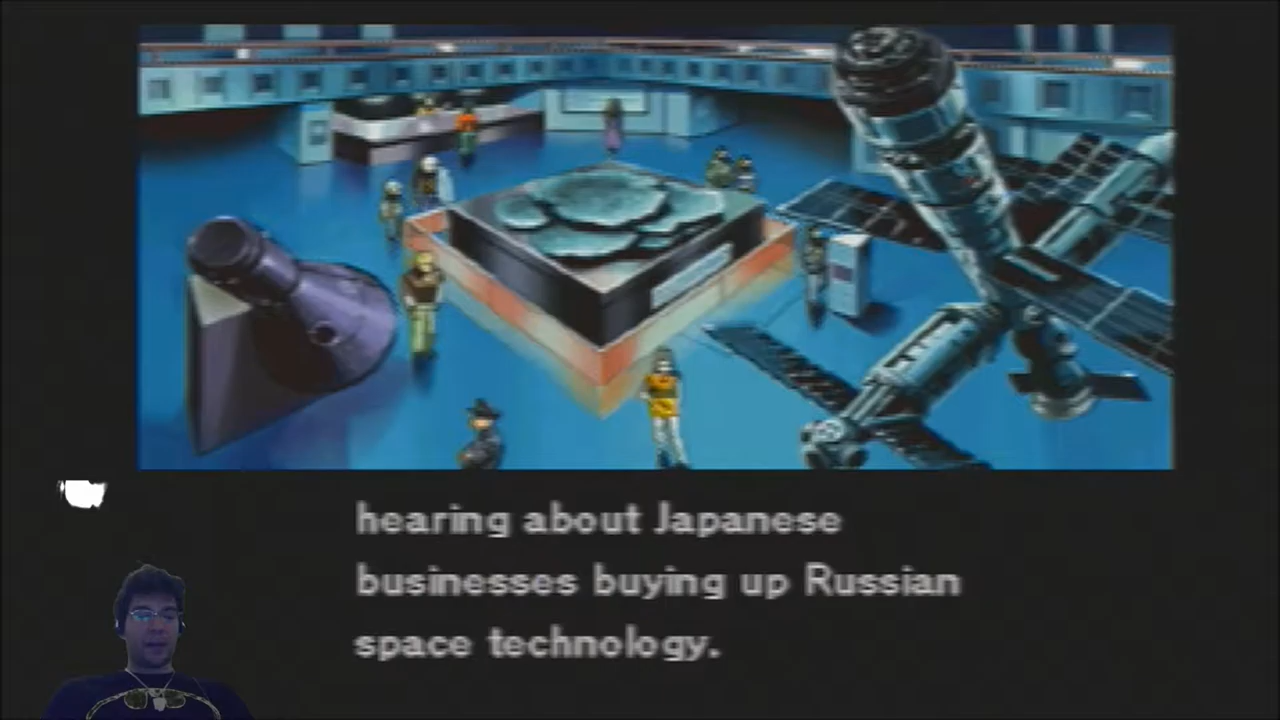 hearing about Japanese
businesses buying up Russian
space technology.